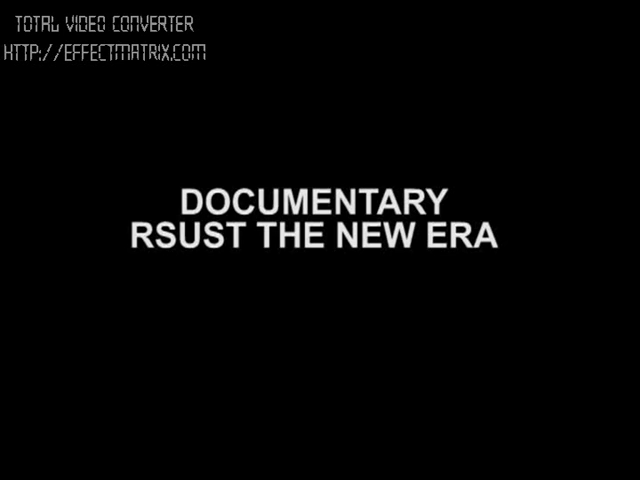 TOTAL VIDEO CONVERTER
HTTP://EFFECTMATRIX.COM
DOCUMENTARY
RSUST THE NEW ERA